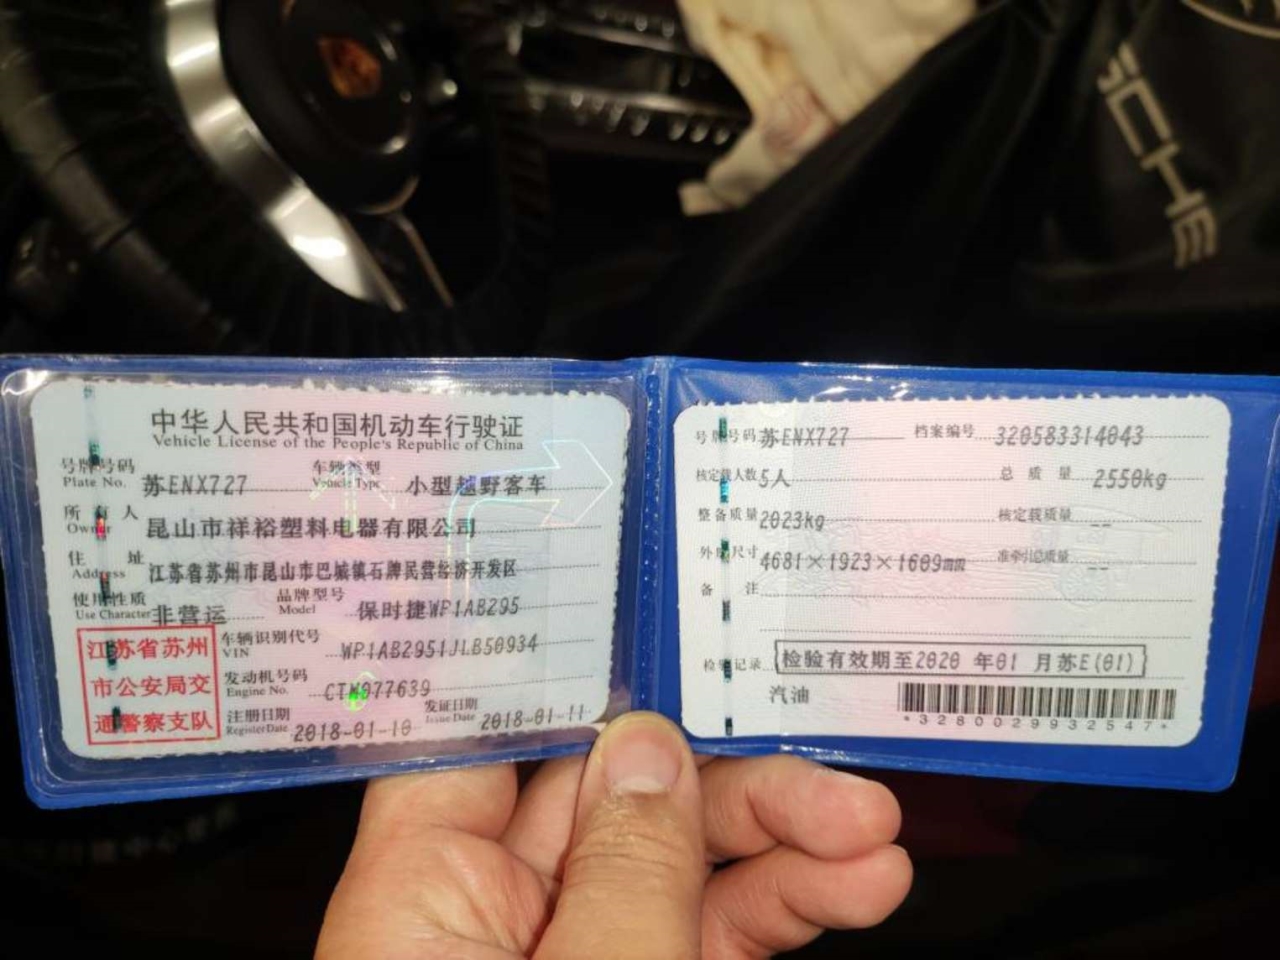 SCHE
中华人民共和国机动车行驶证
Vehicle License of the People's Republic of China
号牌号码 苏ENX727 车辆类型 小型越野客车
Plate No. Vehicle Type
所有人 昆山市祥裕塑料电器有限公司
Owner
住址 江苏省苏州市昆山市巴城镇石牌民营经济开发区
Address
使用性质 非营运 品牌型号 保时捷WP1AB295
Use Character Model
江苏省苏州
市公安局交
通警察支队
车辆识别代号 WP1AB2951JLB50934
VIN
发动机号码 CTN077639
Engine No.
注册日期 2018-01-10 发证日期 2018-01-11
Register Date Issue Date
号牌号码 苏ENX727 档案编号 320583314043
核定载人数 5人 总质量 2550kg
整备质量 2023kg 核定载质量 --
外廓尺寸 4681×1923×1609mm 准牵引总质量 --
备注
检验记录 检验有效期至2020 年01 月苏E(01)
汽油
*3280029932547*